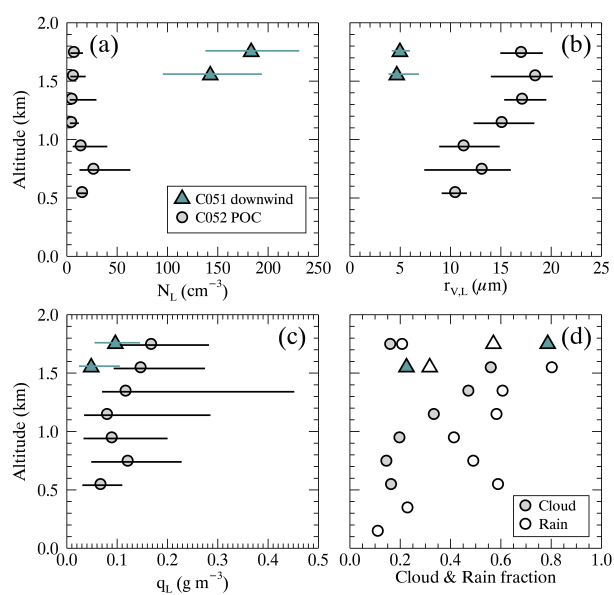 2.0
1.5
1.0
0.5
0.0
Altitude (km)
(a)
C051 downwind
C052 POC
0 50 100 150 200 250
N_L (cm⁻³)
(b)
0 5 10 15 20 25
r_V,L (μm)
2.0
1.5
1.0
0.5
0.0
Altitude (km)
(c)
0.0 0.1 0.2 0.3 0.4 0.5
q_L (g m⁻³)
(d)
Cloud
Rain
0.0 0.2 0.4 0.6 0.8 1.0
Cloud & Rain fraction